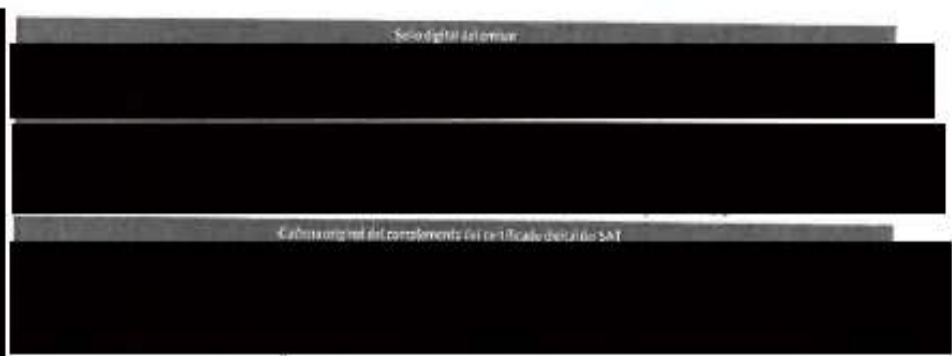 Sello digital del emisor
Cadena original del complemento del certificado digital del SAT